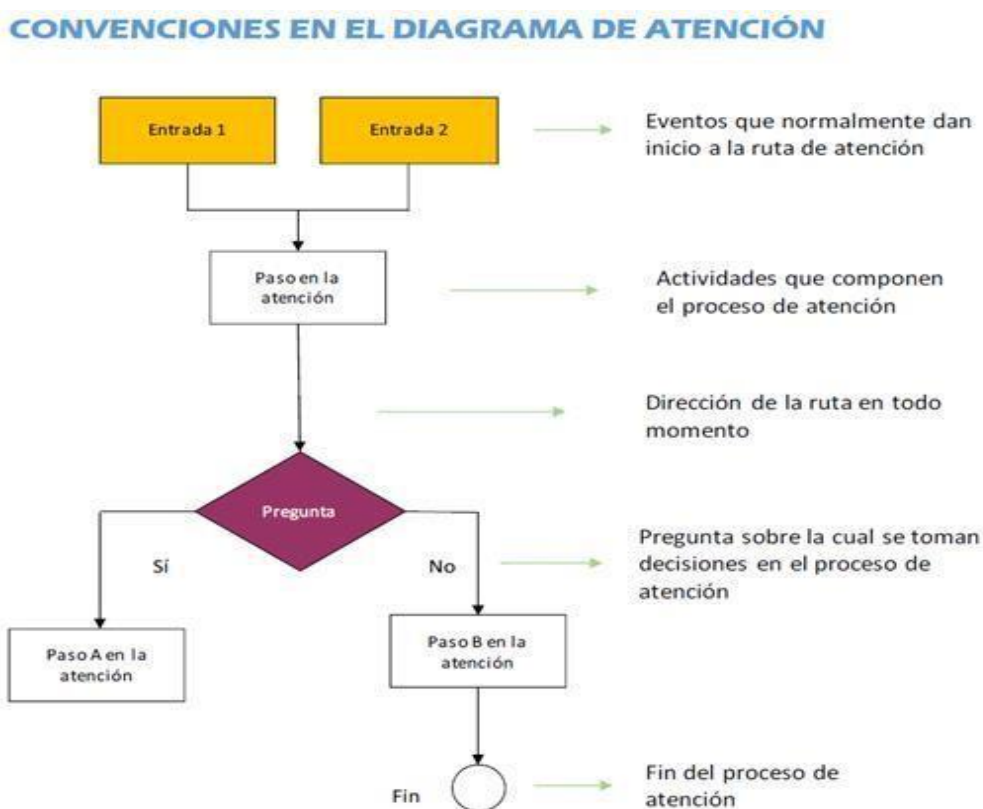 CONVENCIONES EN EL DIAGRAMA DE ATENCIÓN
Entrada 1
Entrada 2
Eventos que normalmente dan
inicio a la ruta de atención
Paso en la
atención
Actividades que componen
el proceso de atención
Dirección de la ruta en todo
momento
Pregunta
Sí
No
Pregunta sobre la cual se toman
decisiones en el proceso de
atención
Paso A en la
atención
Paso B en la
atención
Fin
Fin del proceso de
atención